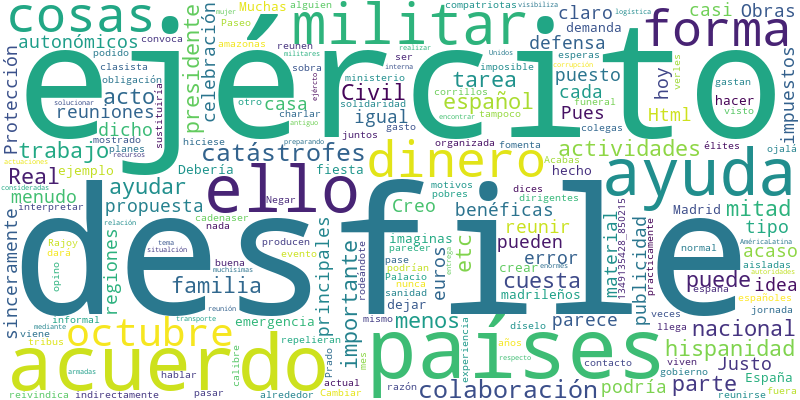 ejército
desfile
acuerdo
países
ayuda
cosas
militar
forma
ello
dinero
octubre
catástrofes
español
Civil
tarea
defensa
claro
casi
Obras
demanda
puesto
cada
hoy
Pues
Html
hacer
visto
impuestos
ojalá
gastan
verles
funeral
corrupción
imposible
esperas
Unidos
realizar
compatriotas
visibiliza
logística
alguien
mujer
Muchas
Paseo
convoca
amazonas
reunen
militares
sobra
ministerio
ser
interna
corrillos
solidaridad
tampoco
encontrar
colegas
organizada
fomenta
gasto
juntos
igual
charlar
antiguo
preparando
otro
ejércto
casa
celebración
presidente
autonómicos
podido
clasista
obligación
solucionar
acto
reuniones
sustituiría
dicho
mostrado
planes
recursos
trabajo
ejemplo
actuaciones
consideradas
Protección
Real
menudo
interpretar
ayudar
propuesta
cadenaser
nada
regiones
familia
Debería
hiciese
fiesta
Negar
hecho
Acabas
actividades
élites
motivos
pobres
dices
dirigentes
Madrid
mitad
tipo
benéficas
reunir
Creo
imaginas
parecer
etc
pueden
error
material
1349135428_850215
publicidad
prácticamente
puede
idea
acaso
aisladas
normal
AméricaLatina
autoridades
españoles
jornada
españa
veces
llega
nacional
hispanidad
Justo
podría
parte
España
viven
gobierno
razón
contacto
fuera
reunirse
colaboración
parece
díselo
años
respecto
experiencia
menos
mismo
dejar
sanidad
nunca
Palacio
podrían
pase
euros
crear
cuesta
madrileños
entrega
enormes
importante
principales
rodeándote
buena
muchísimas
evento
producen
emergencia
repelieran
reunión
transporte
calibre
Prado
mes
actual
Cambiar
alrededor
pasar
hablar
armadas
indirectamente
reivindica
mediante
tribus
viene
informal
sinceramente
Rajoy
dará
opino
relación
tema
situalción